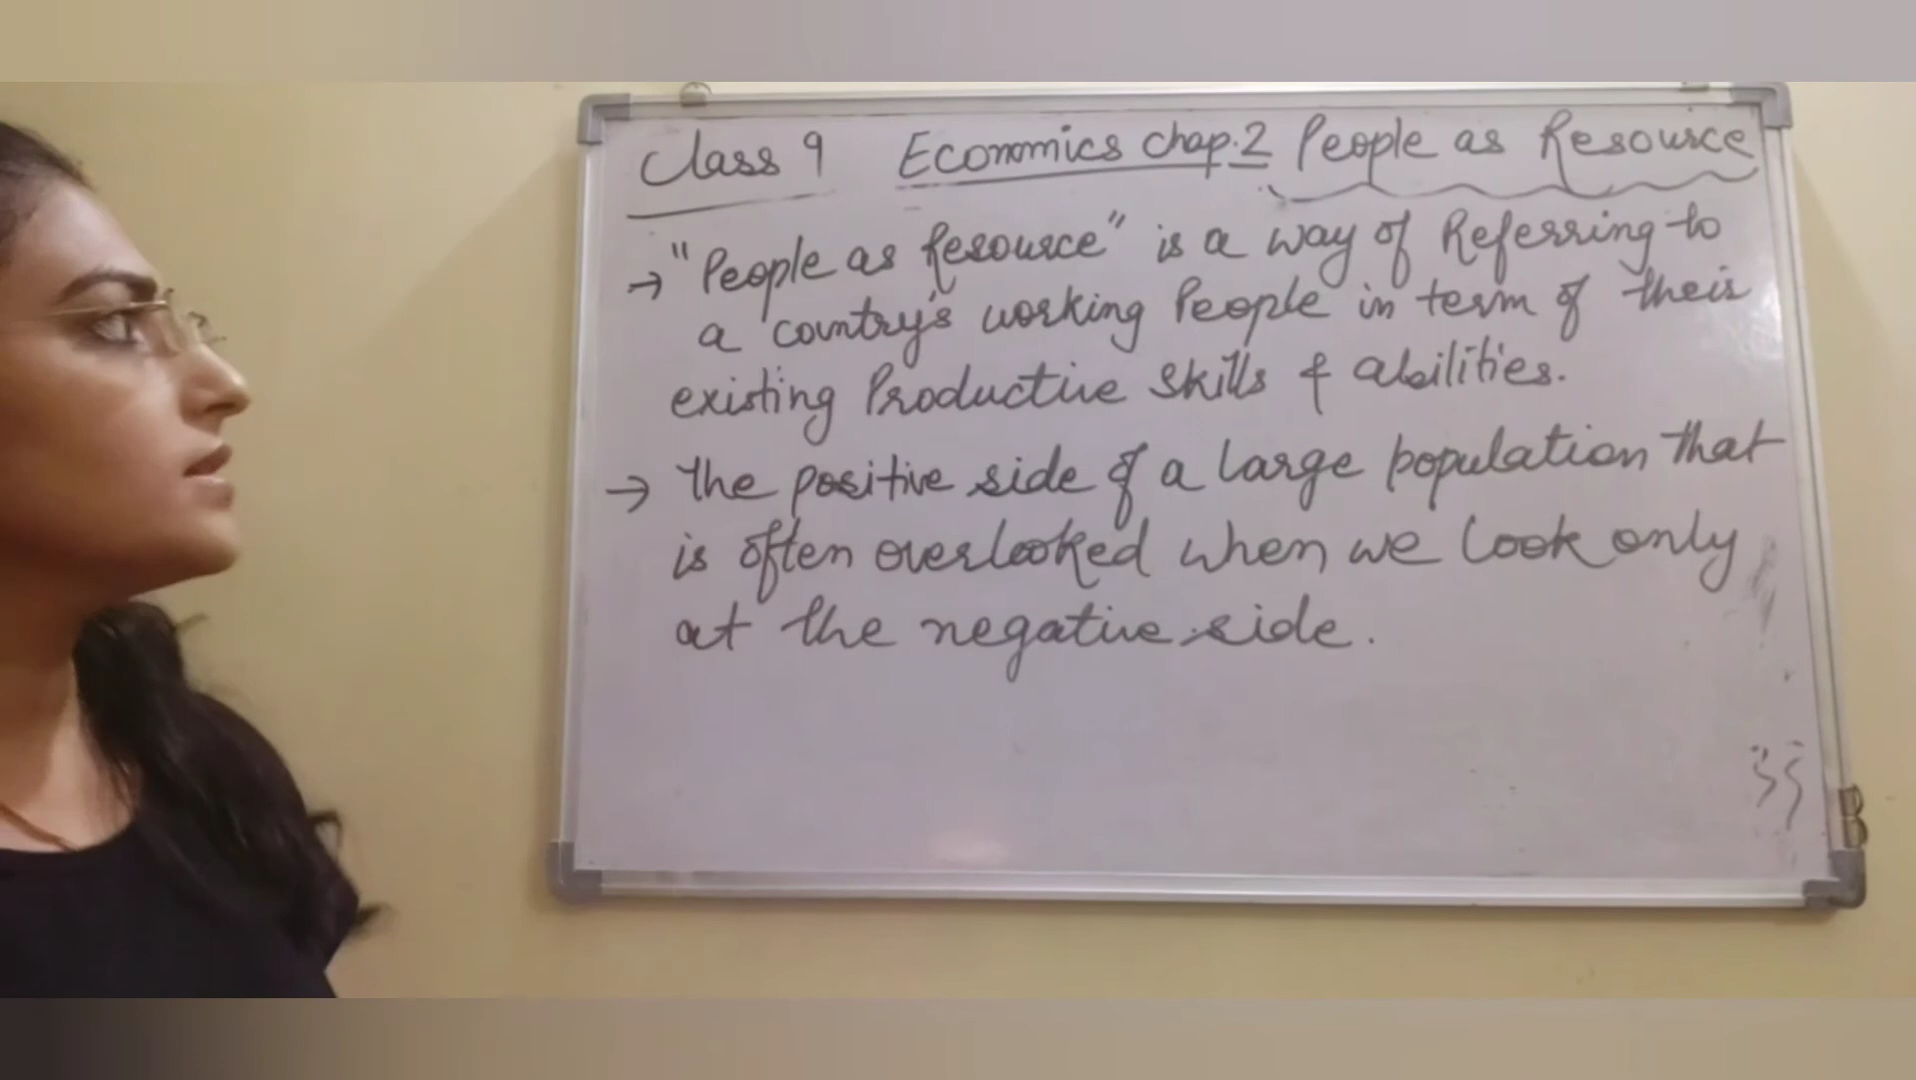 Class 9 Economics chap.2 People as Resource
→ "People as Resource" is a way of Referring to
a country's working People in term of their
existing Productive skills & abilities.
→ The positive side of a large population that
is often overlooked when we look only
at the negative side.